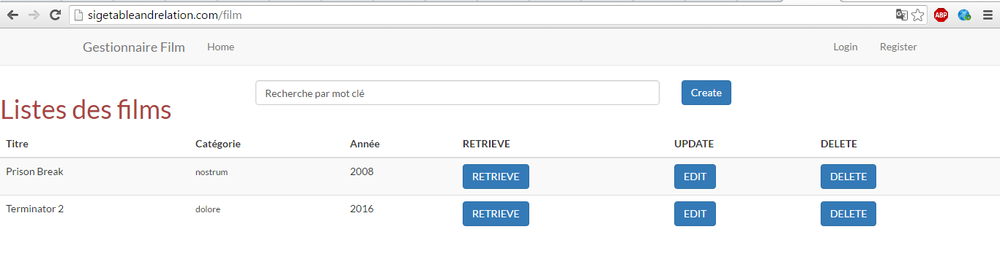 sigetableandrelation.com/film
ABP
Gestionnaire Film Home Login Register
Recherche par mot clé Create
Listes des films
Titre Catégorie Année RETRIEVE UPDATE DELETE
Prison Break nostrum 2008 RETRIEVE EDIT DELETE
Terminator 2 dolore 2016 RETRIEVE EDIT DELETE